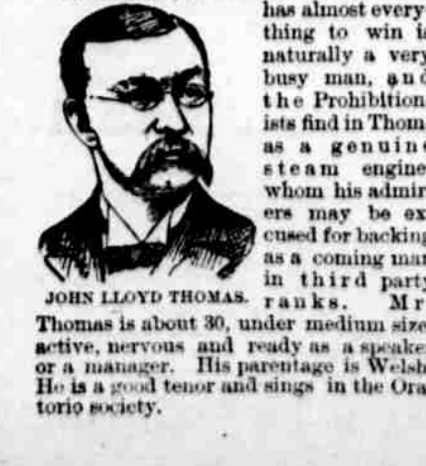 has almost every-
thing to win is
naturally a very
busy man, and
the Prohibition-
ists find in Thom
as a genuine
steam engine
whom his admir
ers may be ex
cused for backing
as a coming man
in third party
JOHN LLOYD THOMAS.
ranks. Mr
Thomas is about 30, under medium size
active, nervous and ready as a speaker
or a manager. His parentage is Welsh
He is a good tenor and sings in the Ora
torio society.